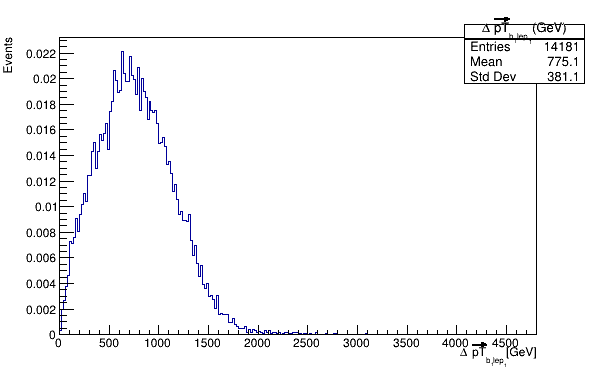 Δ pT b,lep₁ (GeV)
Entries 14181
Mean 775.1
Std Dev 381.1
Events
0.022
0.02
0.018
0.016
0.014
0.012
0.01
0.008
0.006
0.004
0.002
0
0 500 1000 1500 2000 2500 3000 3500 4000 4500
Δ pT b,lep₁ [GeV]